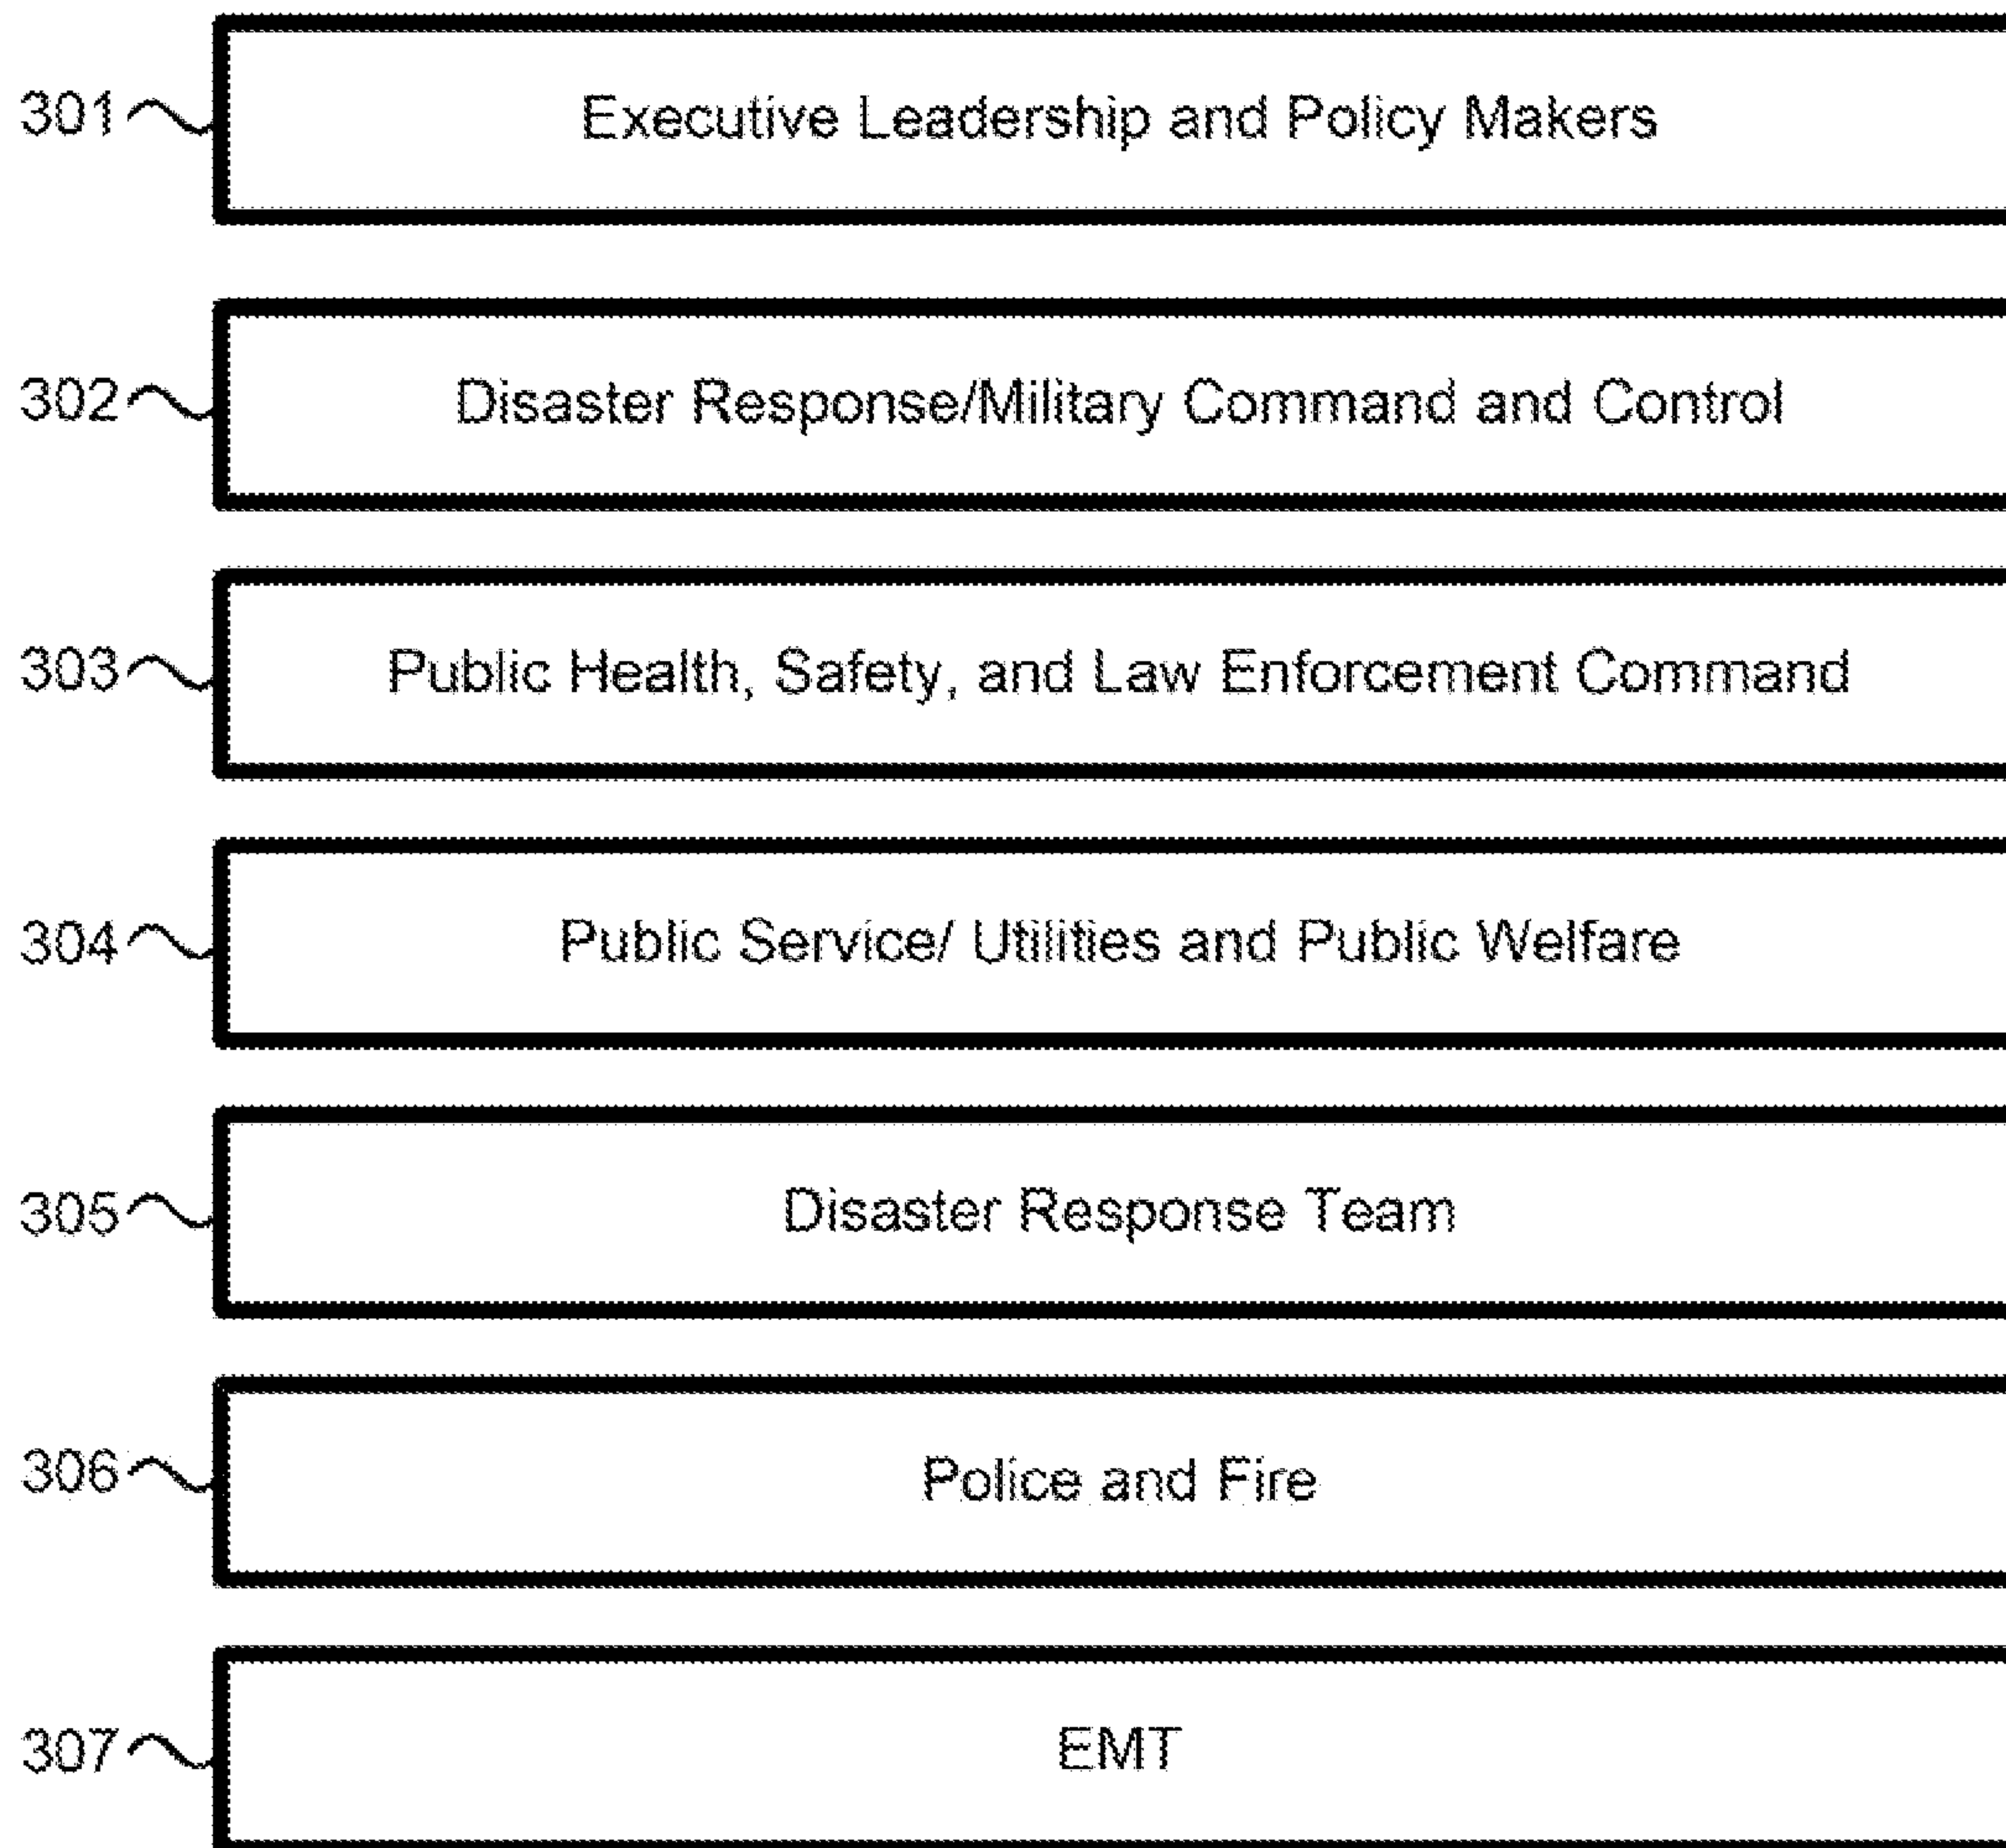 301 Executive Leadership and Policy Makers
302 Disaster Response/Military Command and Control
303 Public Health, Safety, and Law Enforcement Command
304 Public Service/ Utilities and Public Welfare
305 Disaster Response Team
306 Police and Fire
307 EMT